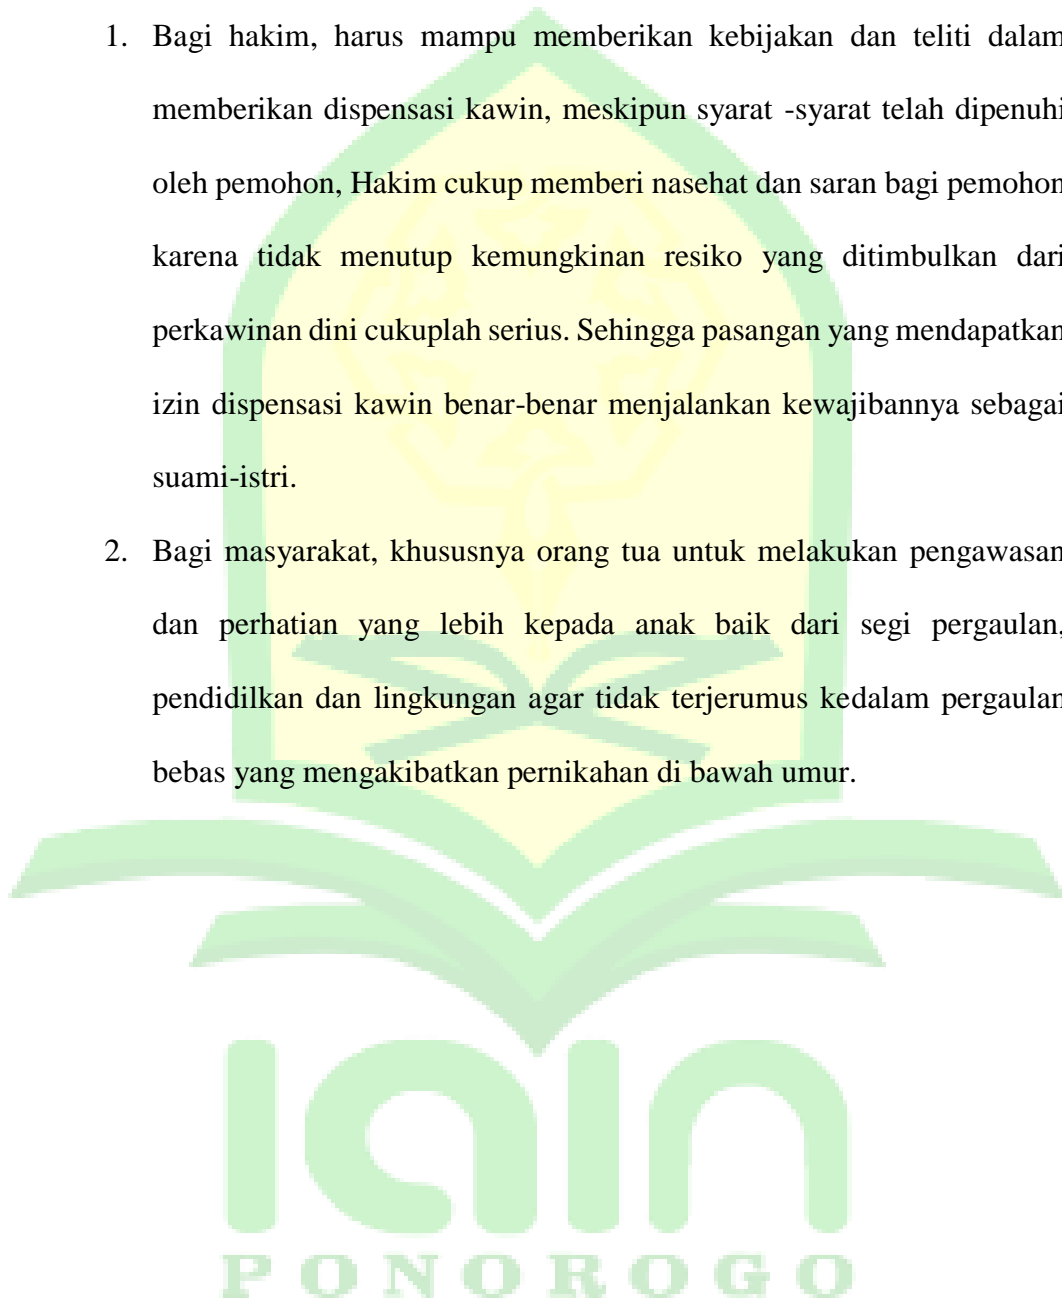 1. Bagi hakim, harus mampu memberikan kebijakan dan teliti dalam
memberikan dispensasi kawin, meskipun syarat -syarat telah dipenuhi
oleh pemohon, Hakim cukup memberi nasehat dan saran bagi pemohon
karena tidak menutup kemungkinan resiko yang ditimbulkan dari
perkawinan dini cukuplah serius. Sehingga pasangan yang mendapatkan
izin dispensasi kawin benar-benar menjalankan kewajibannya sebagai
suami-istri.
2. Bagi masyarakat, khususnya orang tua untuk melakukan pengawasan
dan perhatian yang lebih kepada anak baik dari segi pergaulan,
pendidilkan dan lingkungan agar tidak terjerumus kedalam pergaulan
bebas yang mengakibatkan pernikahan di bawah umur.
IAIN
PONOROGO